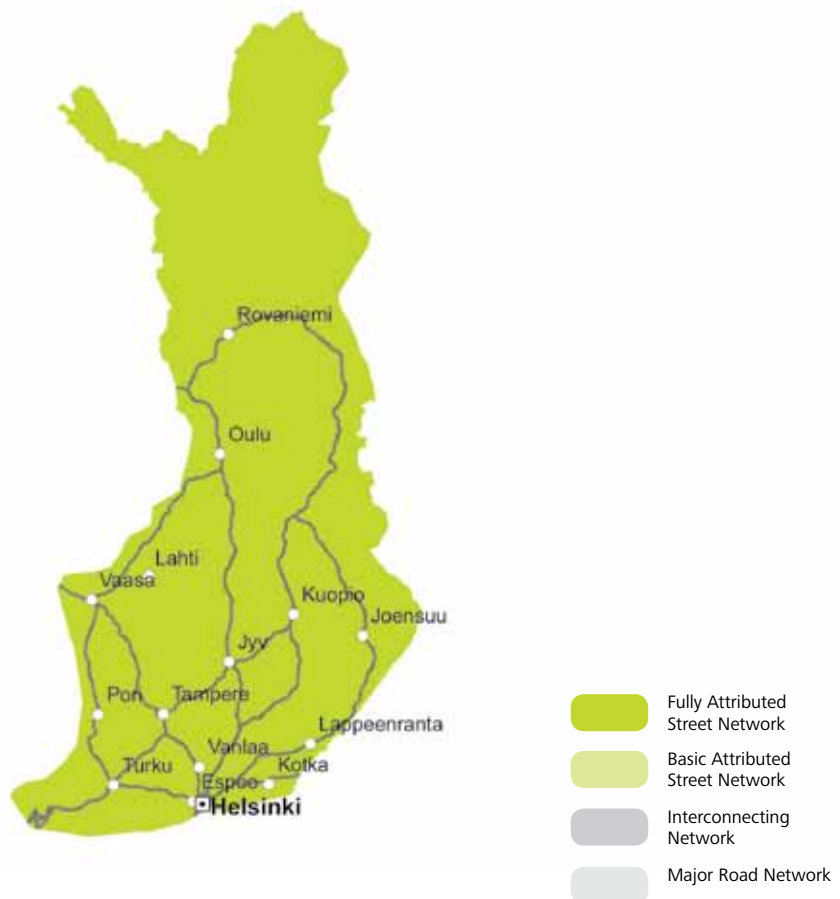 Rovaniemi
Oulu
Lahti
Vaasa
Kuopio
Joensuu
Jyv
Pori
Tampere
Lappeenranta
Vanlaa
Turku
Kotka
Espoo
Helsinki
Fully Attributed
Street Network
Basic Attributed
Street Network
Interconnecting
Network
Major Road Network